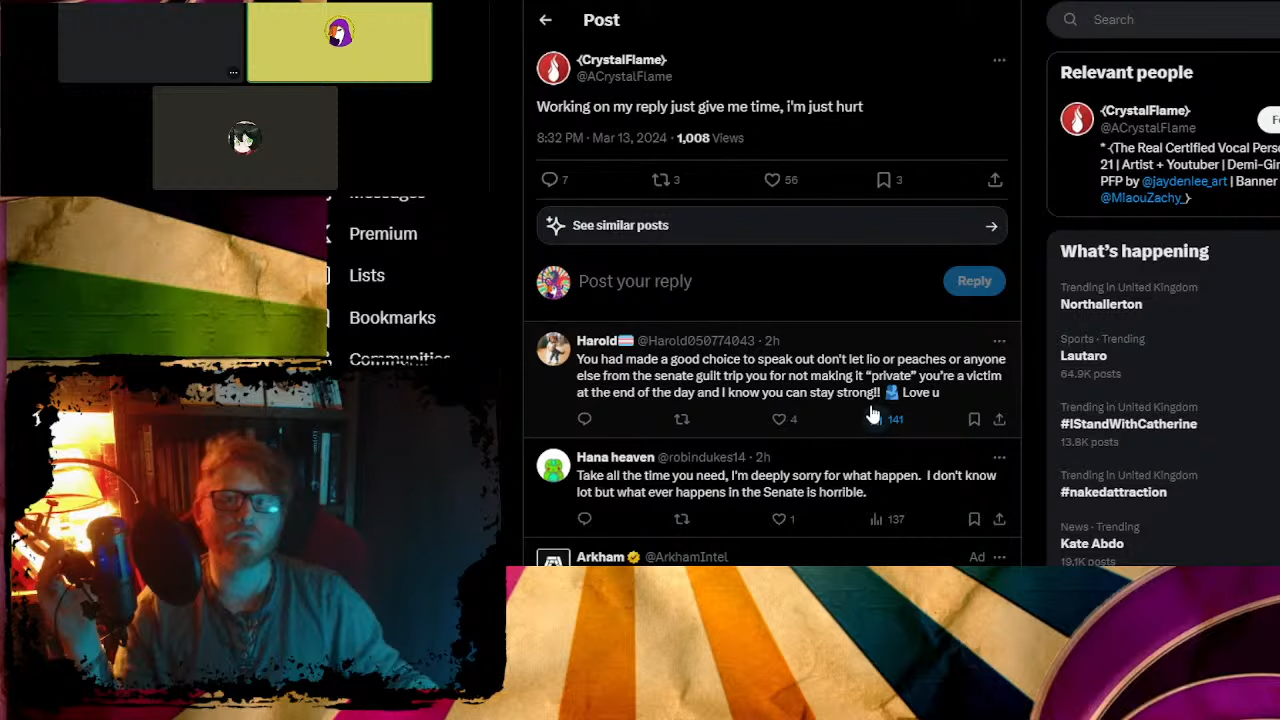 Post
Search
{CrystalFlame}
@ACrystalFlame
Working on my reply just give me time, i'm just hurt
8:32 PM · Mar 13, 2024 · 1,008 Views
7
3
56
3
See similar posts
Post your reply
Reply
Harold @Harold050774043 · 2h
You had made a good choice to speak out don't let lio or peaches or anyone
else from the senate guilt trip you for not making it “private” you're a victim
at the end of the day and I know you can stay strong!! 🫂 Love u
4
141
Hana heaven @robindukes14 · 2h
Take all the time you need, I'm deeply sorry for what happen. I don't know
lot but what ever happens in the Senate is horrible.
1
137
Arkham @ArkhamIntel
Ad
Messages
Premium
Lists
Bookmarks
Communities
Relevant people
{CrystalFlame}
@ACrystalFlame
*{The Real Certified Vocal
21 | Artist + Youtuber |
PFP by @jaydenlee_art | Banner
@MlaouZachy_}
What's happening
Trending in United Kingdom
Northallerton
Sports · Trending
Lautaro
64.9K posts
Trending in United Kingdom
#IStandWithCatherine
13.8K posts
Trending in United Kingdom
#nakedattraction
News · Trending
Kate Abdo
19.1K posts